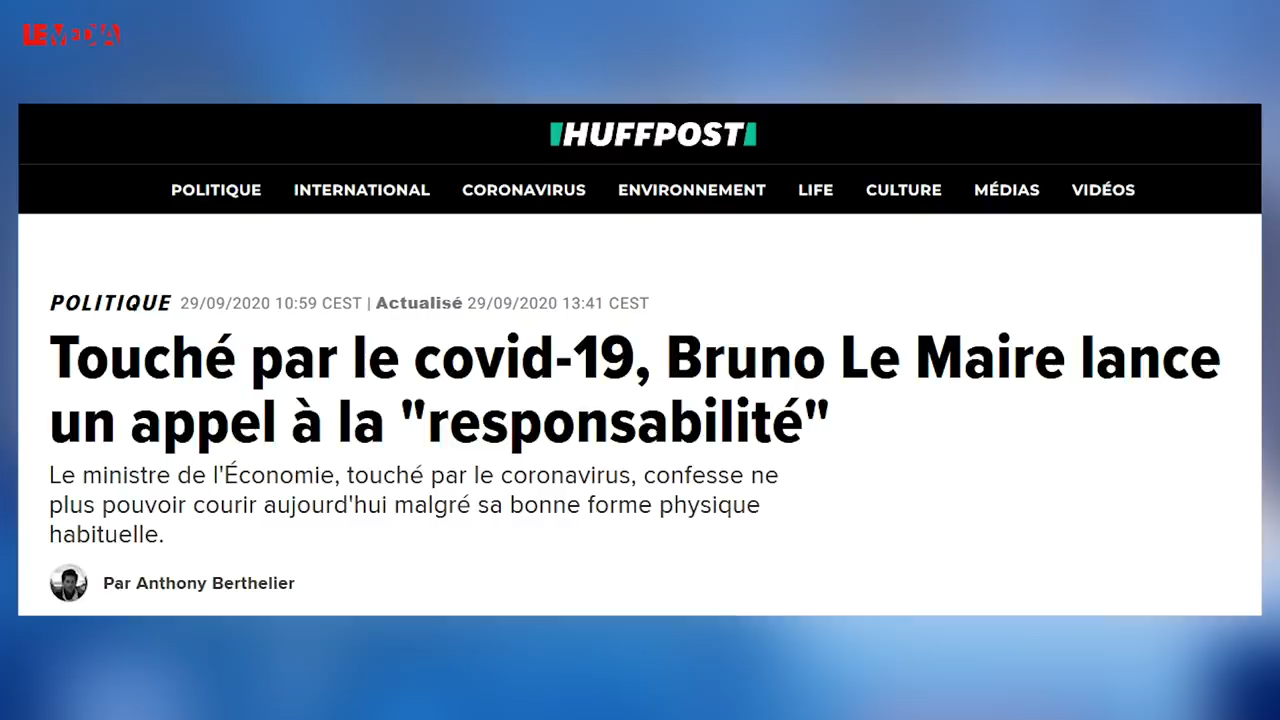 LE MEDIA
HUFFPOST
POLITIQUE INTERNATIONAL CORONAVIRUS ENVIRONNEMENT LIFE CULTURE MÉDIAS VIDÉOS
POLITIQUE 29/09/2020 10:59 CEST | Actualisé 29/09/2020 13:41 CEST
Touché par le covid-19, Bruno Le Maire lance
un appel à la "responsabilité"
Le ministre de l'Économie, touché par le coronavirus, confesse ne
plus pouvoir courir aujourd'hui malgré sa bonne forme physique
habituelle.
Par Anthony Berthelier